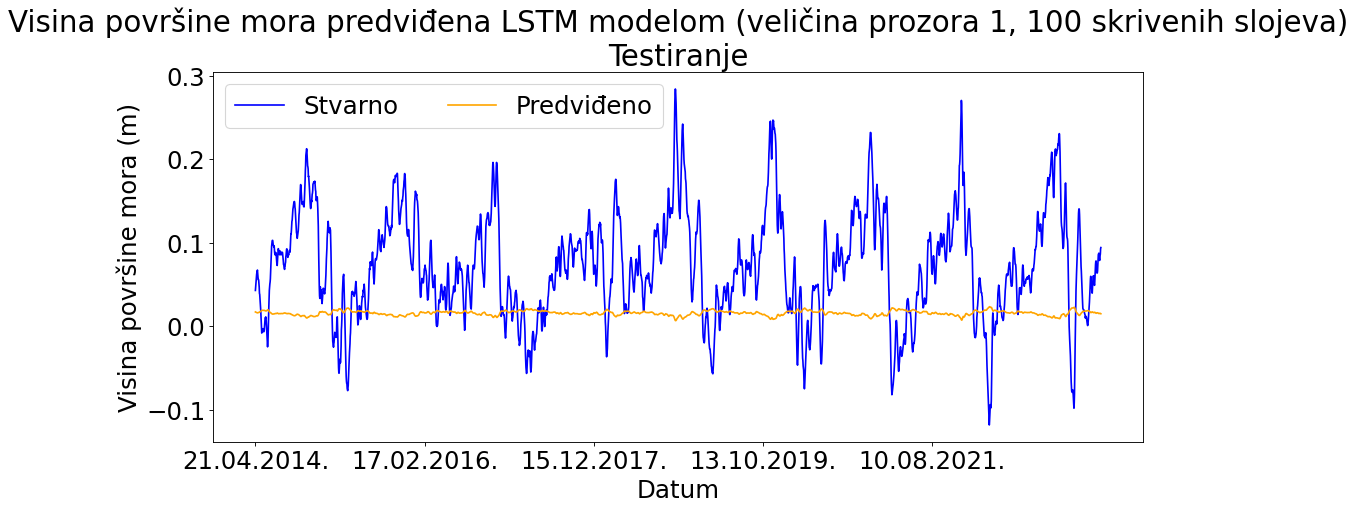 Visina površine mora predviđena LSTM modelom (veličina prozora 1, 100 skrivenih slojeva)
Testiranje
Stvarno Predviđeno
Visina površine mora (m)
0.3
0.2
0.1
0.0
−0.1
21.04.2014. 17.02.2016. 15.12.2017. 13.10.2019. 10.08.2021.
Datum